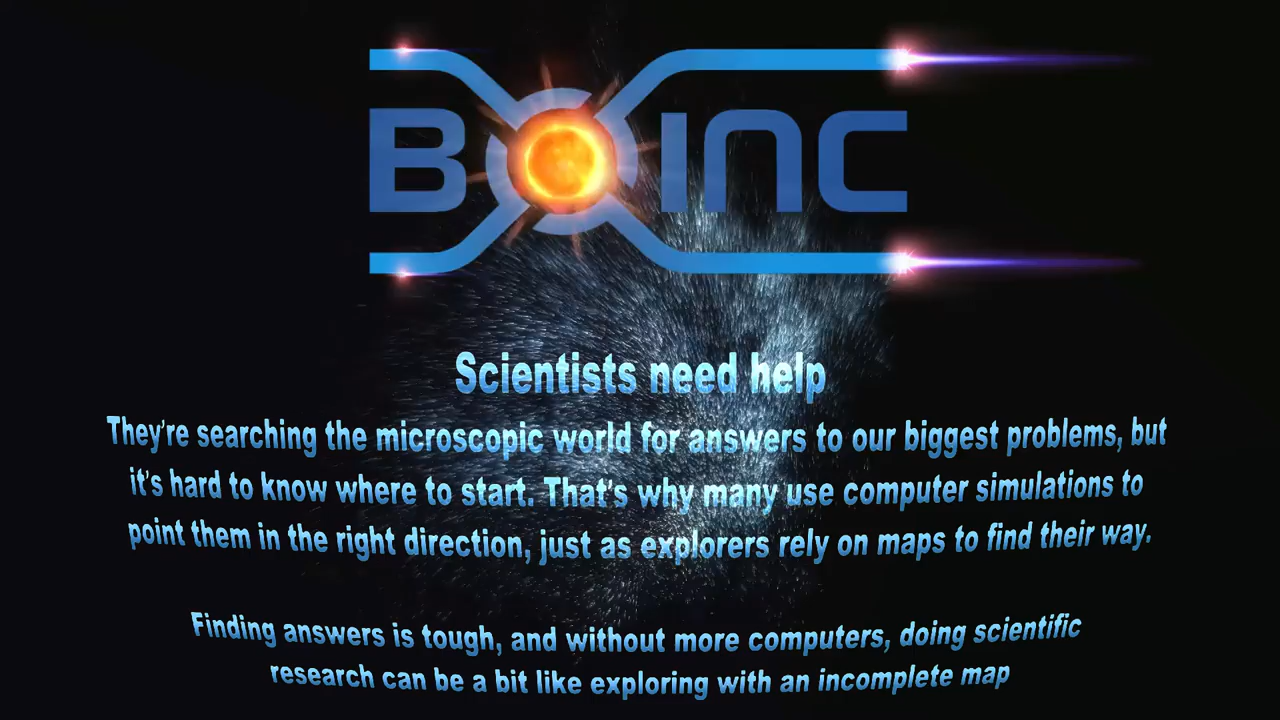 BOINC
Scientists need help
They're searching the microscopic world for answers to our biggest problems, but
it's hard to know where to start. That's why many use computer simulations to
point them in the right direction, just as explorers rely on maps to find their way.
Finding answers is tough, and without more computers, doing scientific
research can be a bit like exploring with an incomplete map